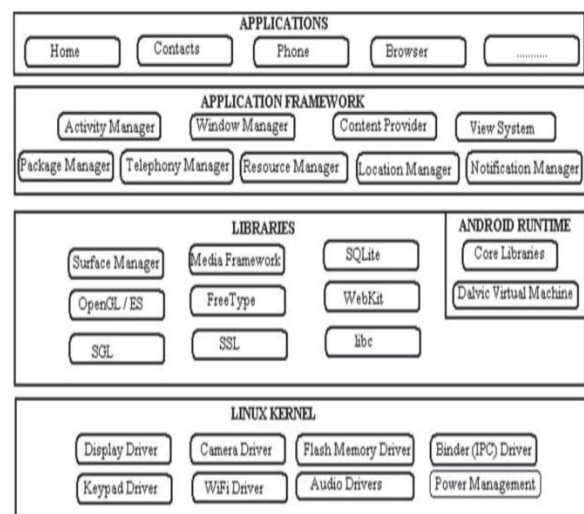 APPLICATIONS
Home Contacts Phone Browser ...........
APPLICATION FRAMEWORK
Activity Manager Window Manager Content Provider View System
Package Manager Telephony Manager Resource Manager Location Manager Notification Manager
LIBRARIES
Surface Manager Media Framework SQLite
OpenGL / ES FreeType WebKit
SGL SSL libc
ANDROID RUNTIME
Core Libraries
Dalvic Virtual Machine
LINUX KERNEL
Display Driver Camera Driver Flash Memory Driver Binder (IPC) Driver
Keypad Driver WiFi Driver Audio Drivers Power Management